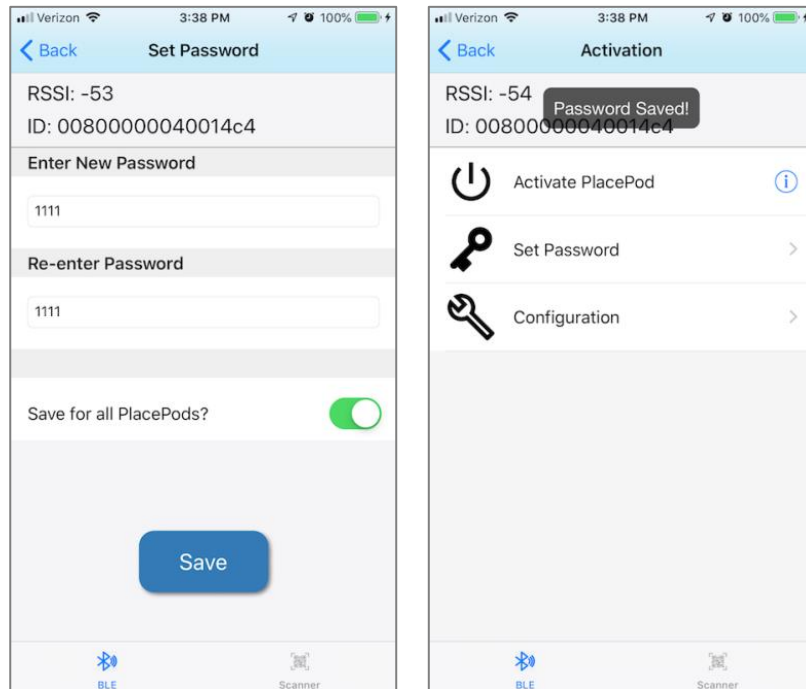 Verizon 3:38 PM 100%
Back Set Password
RSSI: -53
ID: 00800000040014c4
Enter New Password
1111
Re-enter Password
1111
Save for all PlacePods?
Save
BLE Scanner
Verizon 3:38 PM 100%
Back Activation
RSSI: -54
Password Saved!
ID: 00800000040014c4
Activate PlacePod
Set Password
Configuration
BLE Scanner